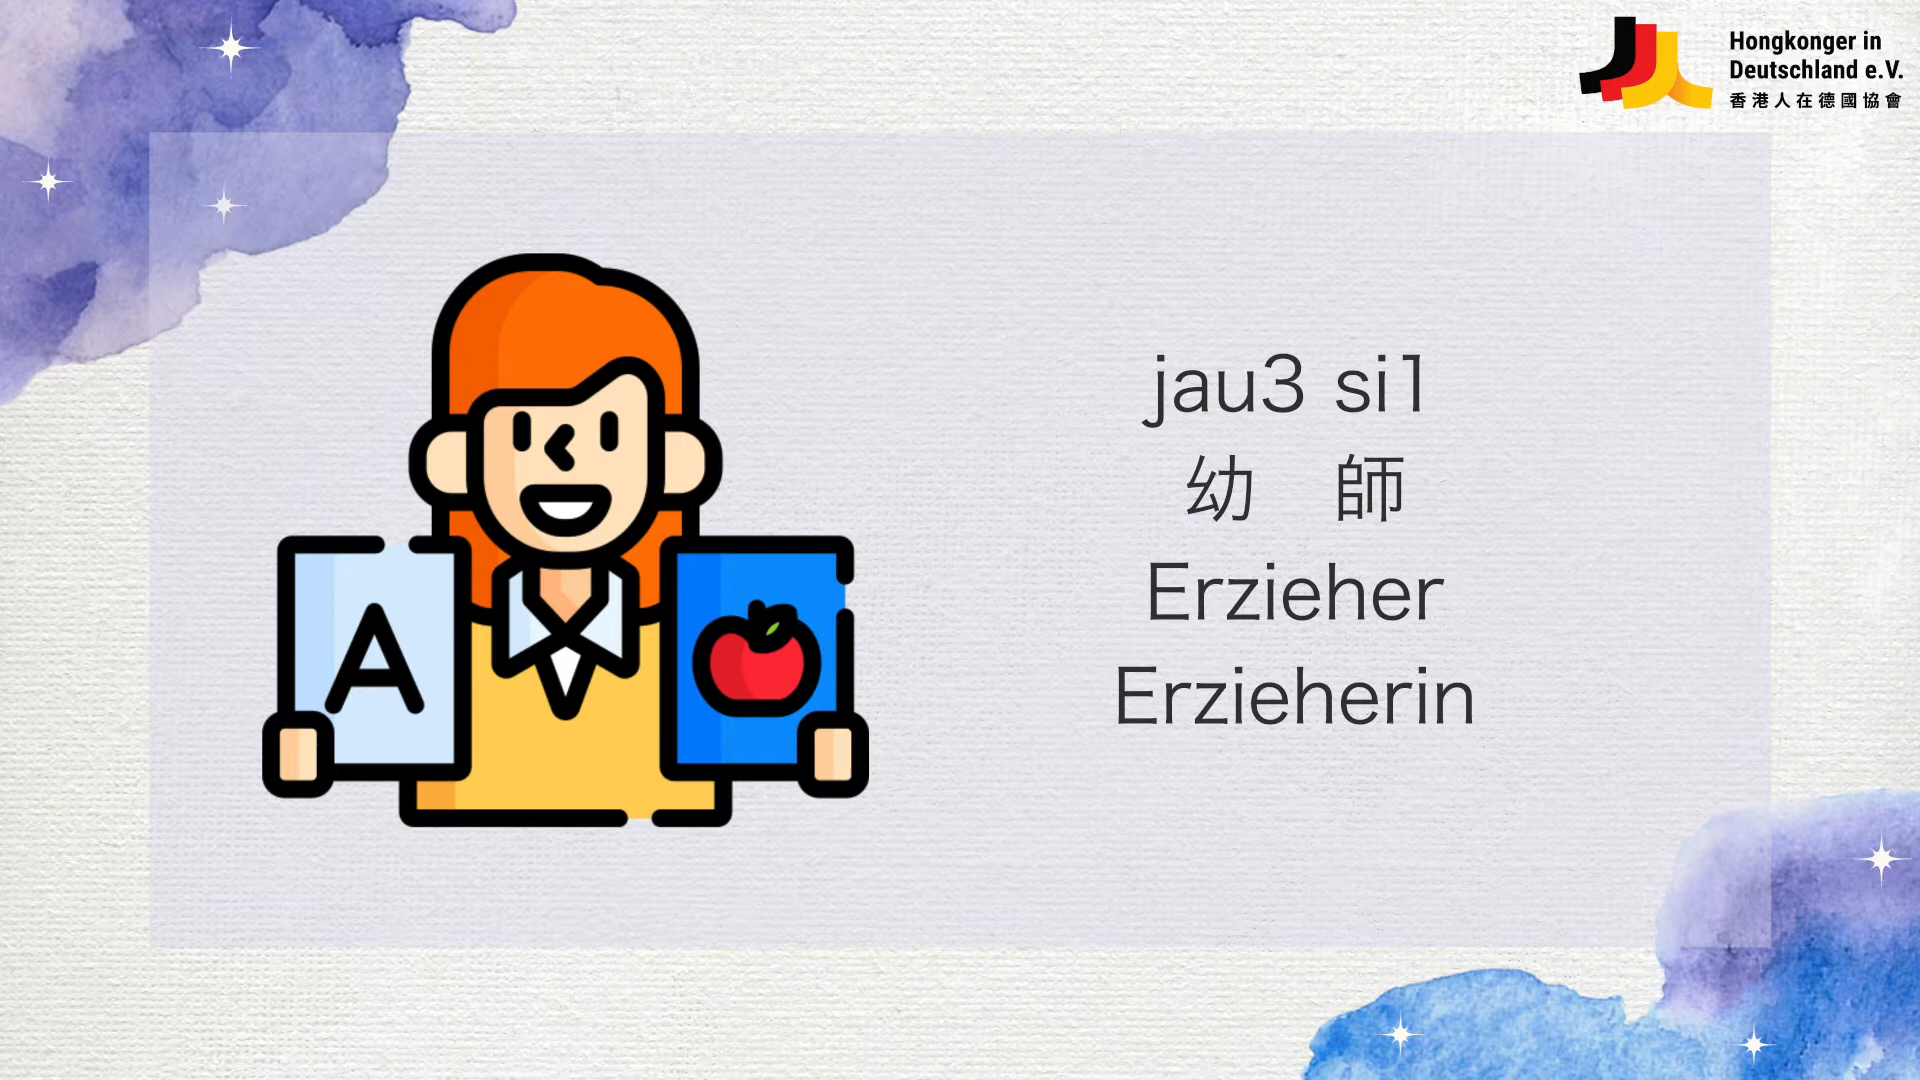 Hongkonger in
Deutschland e.V.
香港人在德國協會
jau3 si1
幼 師
Erzieher
Erzieherin
A